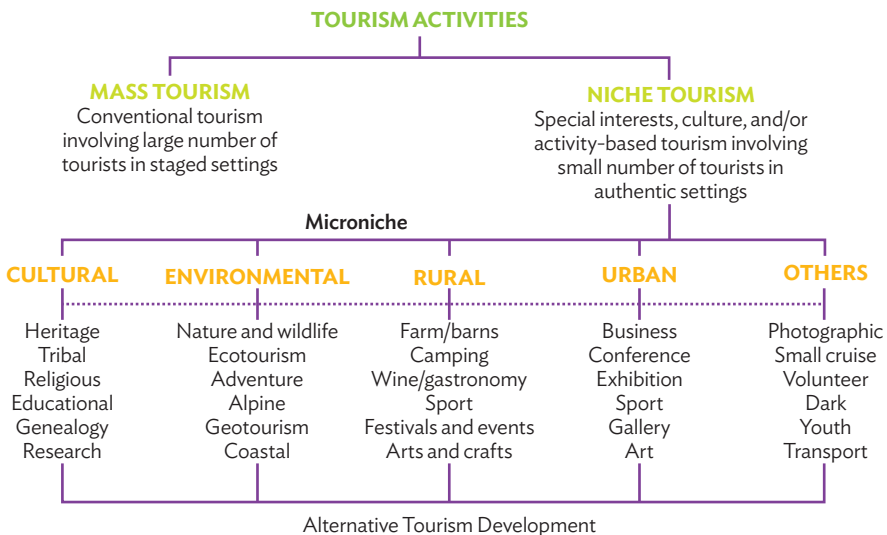 TOURISM ACTIVITIES
MASS TOURISM
Conventional tourism
involving large number of
tourists in staged settings
NICHE TOURISM
Special interests, culture, and/or
activity-based tourism involving
small number of tourists in
authentic settings
Microniche
CULTURAL
Heritage
Tribal
Religious
Educational
Genealogy
Research
ENVIRONMENTAL
Nature and wildlife
Ecotourism
Adventure
Alpine
Geotourism
Coastal
RURAL
Farm/barns
Camping
Wine/gastronomy
Sport
Festivals and events
Arts and crafts
URBAN
Business
Conference
Exhibition
Sport
Gallery
Art
OTHERS
Photographic
Small cruise
Volunteer
Dark
Youth
Transport
Alternative Tourism Development